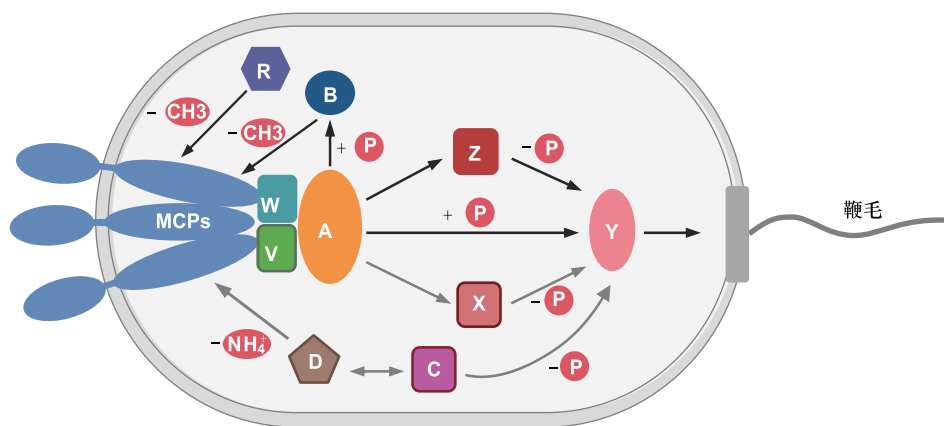 R
B
- CH3
- CH3
+ P
Z
- P
W
MCPs
A
V
+ P
Y
鞭毛
X
- P
- NH₄⁺
D
C
- P